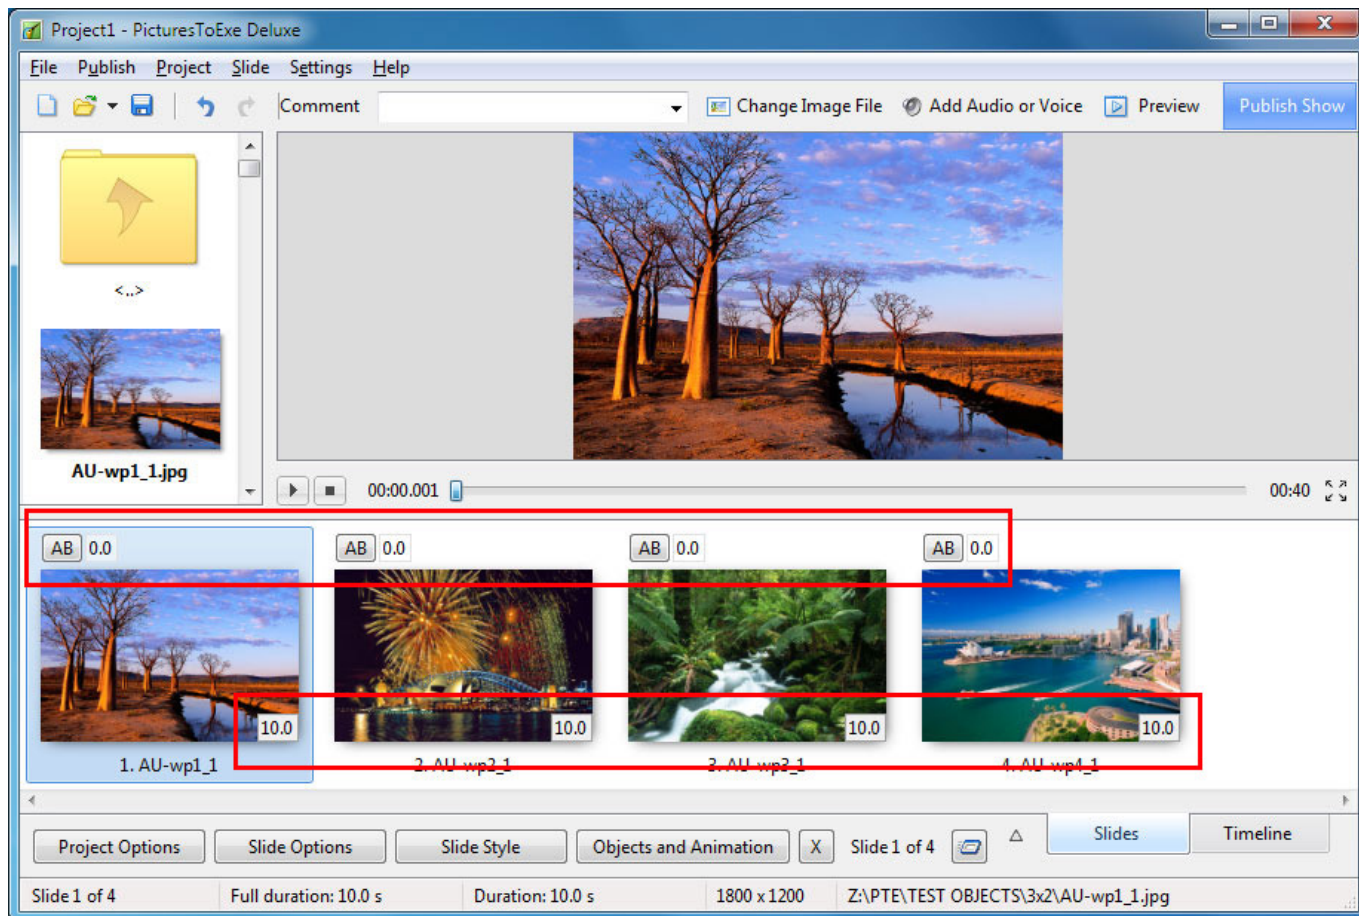 Project1 - PicturesToExe Deluxe
File Publish Project Slide Settings Help
Comment Change Image File Add Audio or Voice Preview Publish Show
<..>
AU-wp1_1.jpg
00:00.001 00:40
AB 0.0 AB 0.0 AB 0.0 AB 0.0
10.0 10.0 10.0 10.0
1. AU-wp1_1 2. AU-wp2_1 3. AU-wp3_1 4. AU-wp4_1
Project Options Slide Options Slide Style Objects and Animation X Slide 1 of 4 Slides Timeline
Slide 1 of 4 Full duration: 10.0 s Duration: 10.0 s 1800 x 1200 Z:\PTE\TEST OBJECTS\3x2\AU-wp1_1.jpg